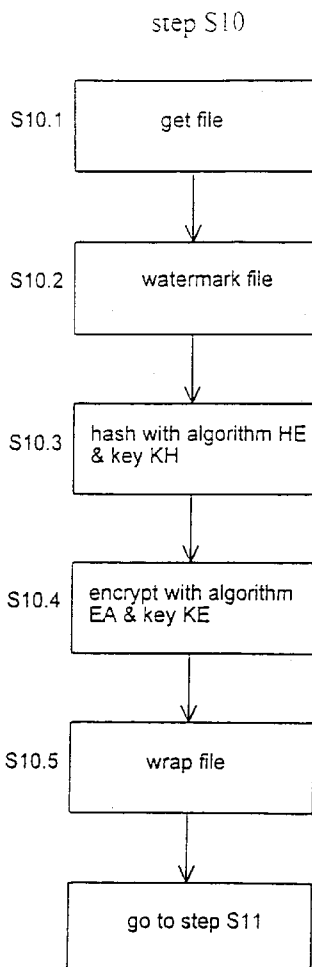 step S10
S10.1
get file
S10.2
watermark file
S10.3
hash with algorithm HE
& key KH
S10.4
encrypt with algorithm
EA & key KE
S10.5
wrap file
go to step S11